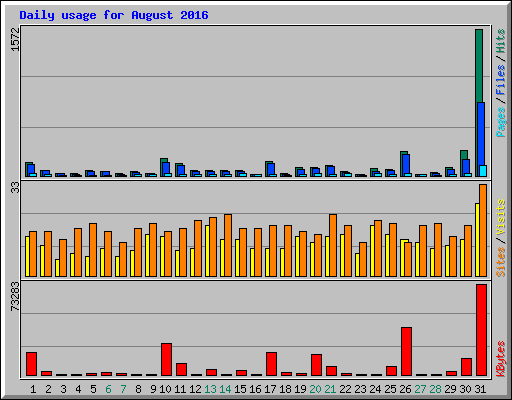 Daily usage for August 2016
1572
Pages / Files / Hits
33
Sites / Visits
73283
KBytes
1 2 3 4 5 6 7 8 9 10 11 12 13 14 15 16 17 18 19 20 21 22 23 24 25 26 27 28 29 30 31